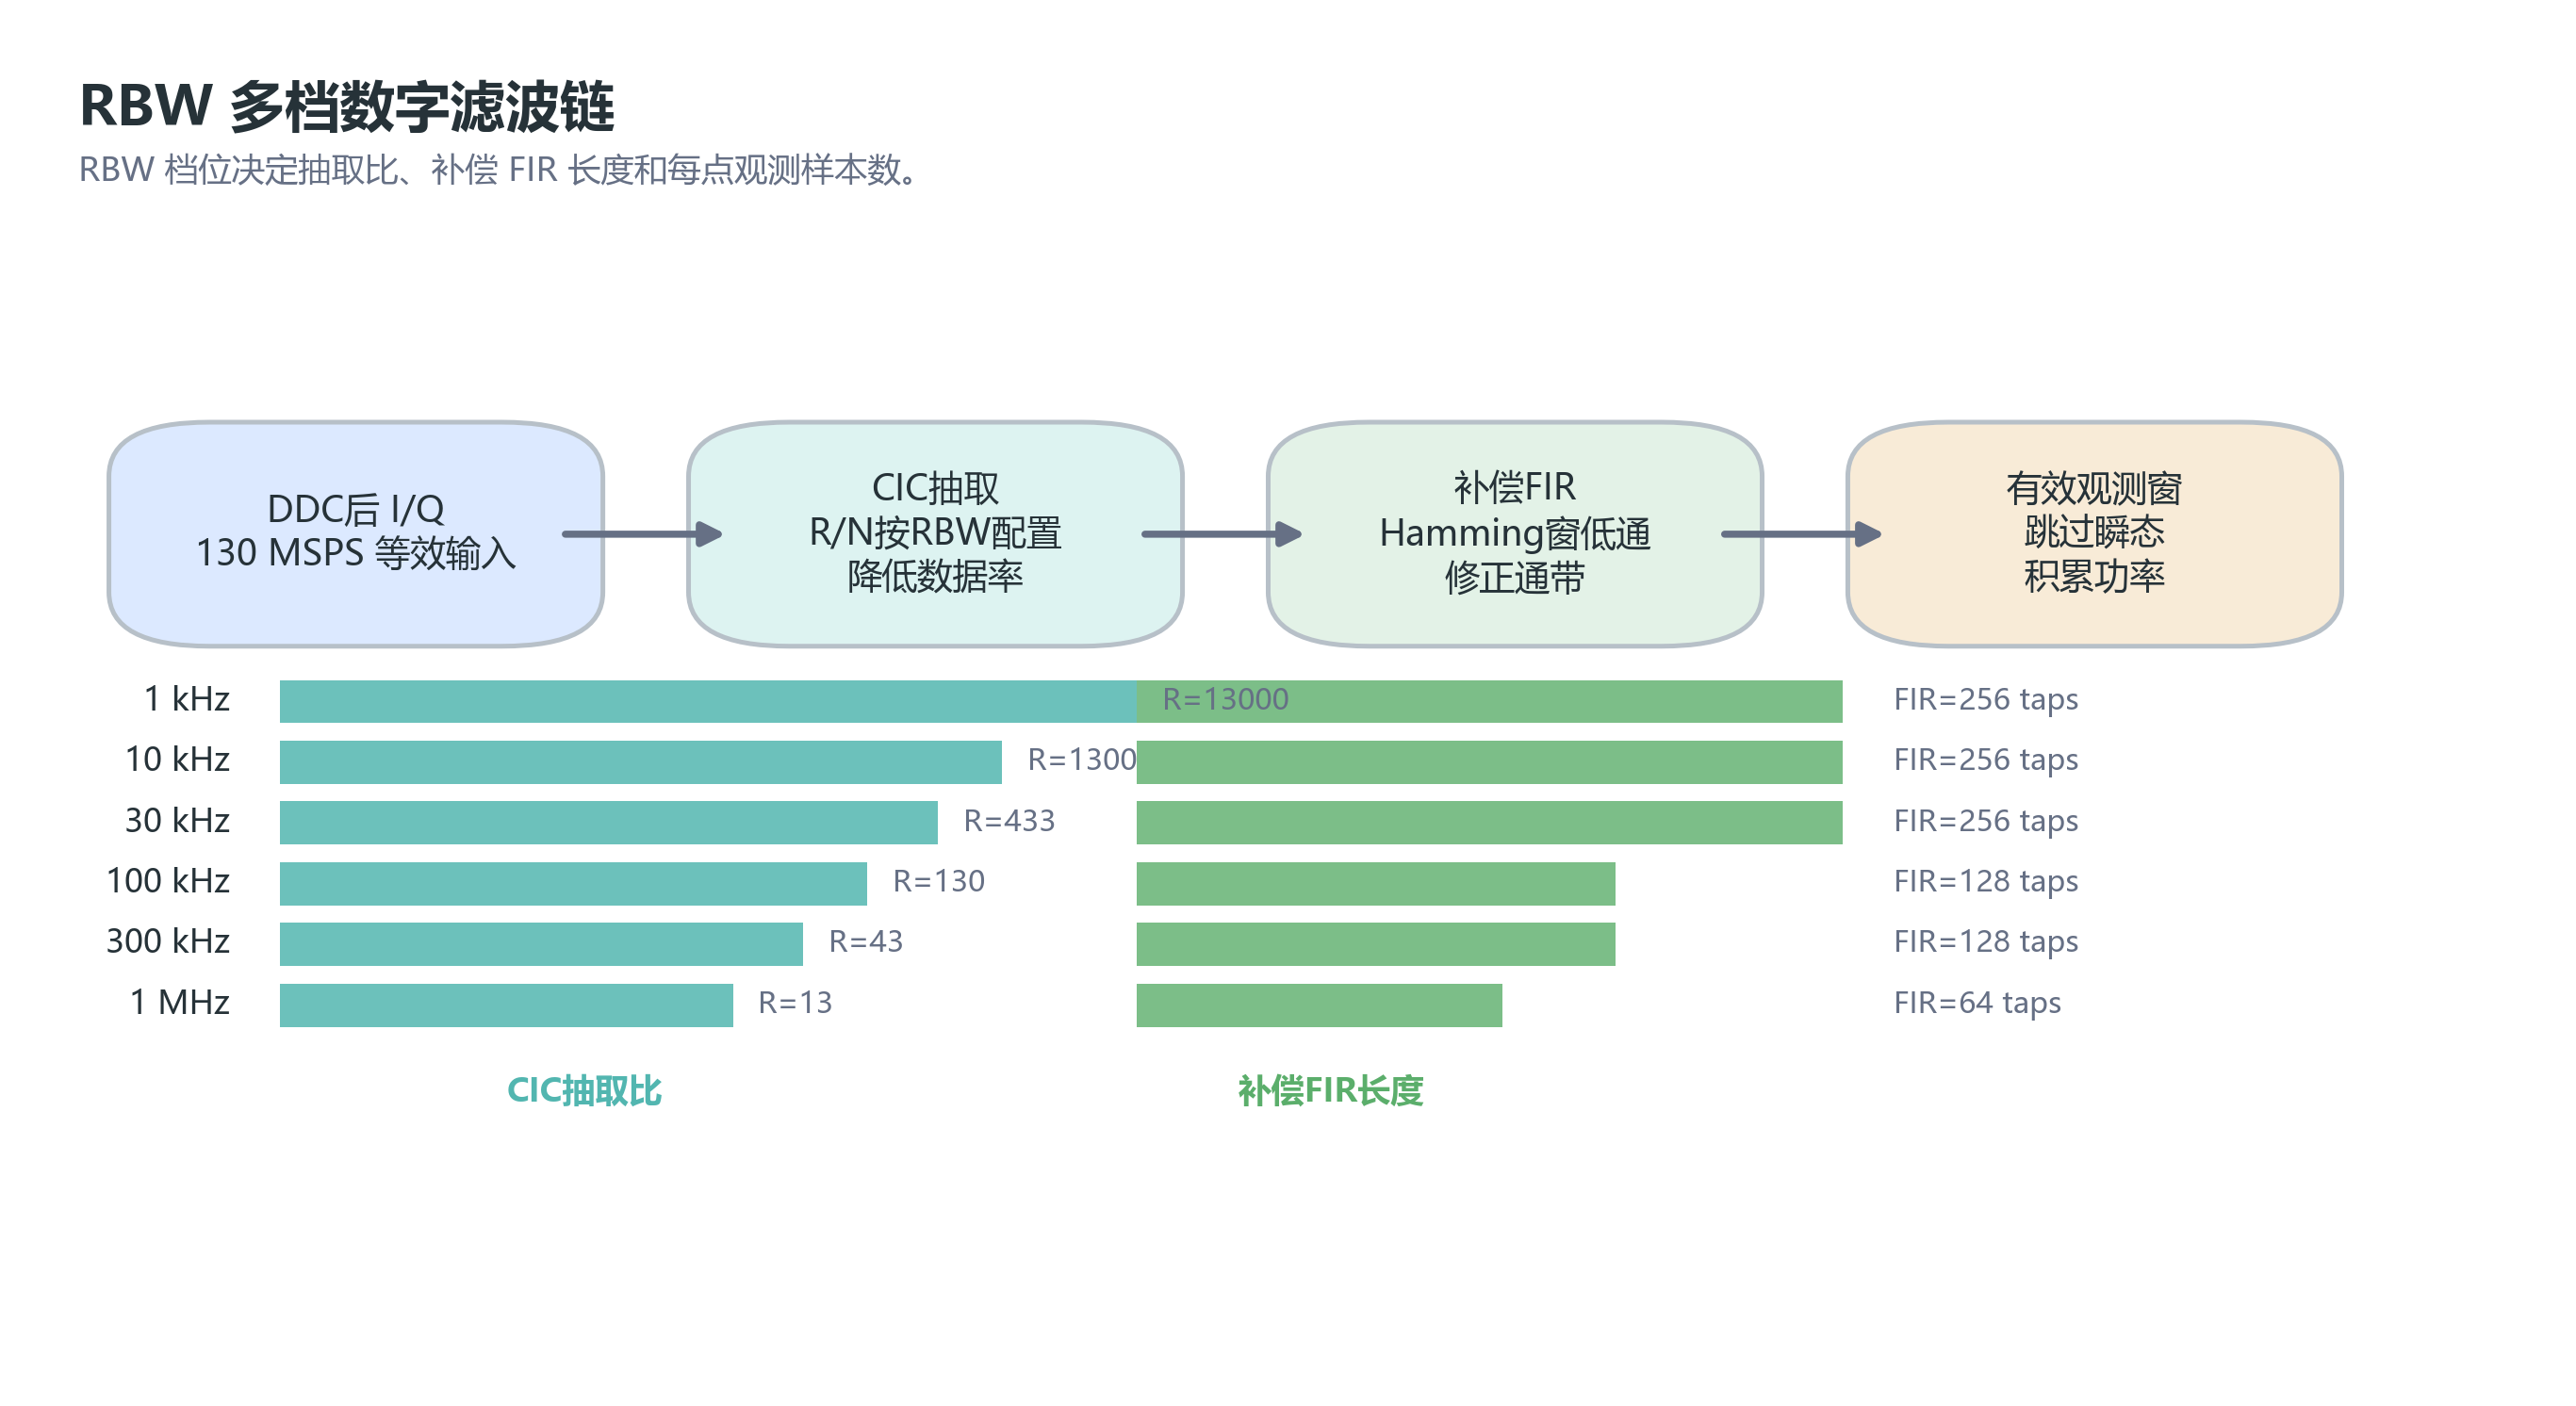 RBW 多档数字滤波链
RBW 档位决定抽取比、补偿 FIR 长度和每点观测样本数。
DDC后 I/Q
130 MSPS 等效输入
CIC抽取
R/N按RBW配置
降低数据率
补偿FIR
Hamming窗低通
修正通带
有效观测窗
跳过瞬态
积累功率
1 kHz R=13000 FIR=256 taps
10 kHz R=1300 FIR=256 taps
30 kHz R=433 FIR=256 taps
100 kHz R=130 FIR=128 taps
300 kHz R=43 FIR=128 taps
1 MHz R=13 FIR=64 taps
CIC抽取比 补偿FIR长度